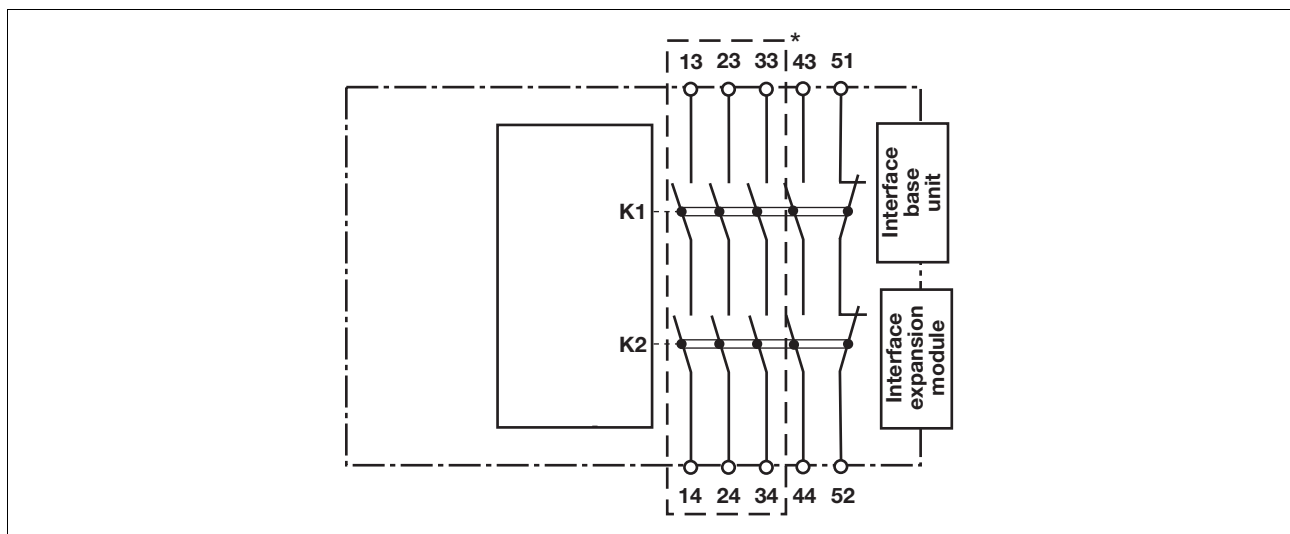 *
13 23 33 43 51
Interface
base
unit
K1
K2
Interface
expansion
module
14 24 34 44 52